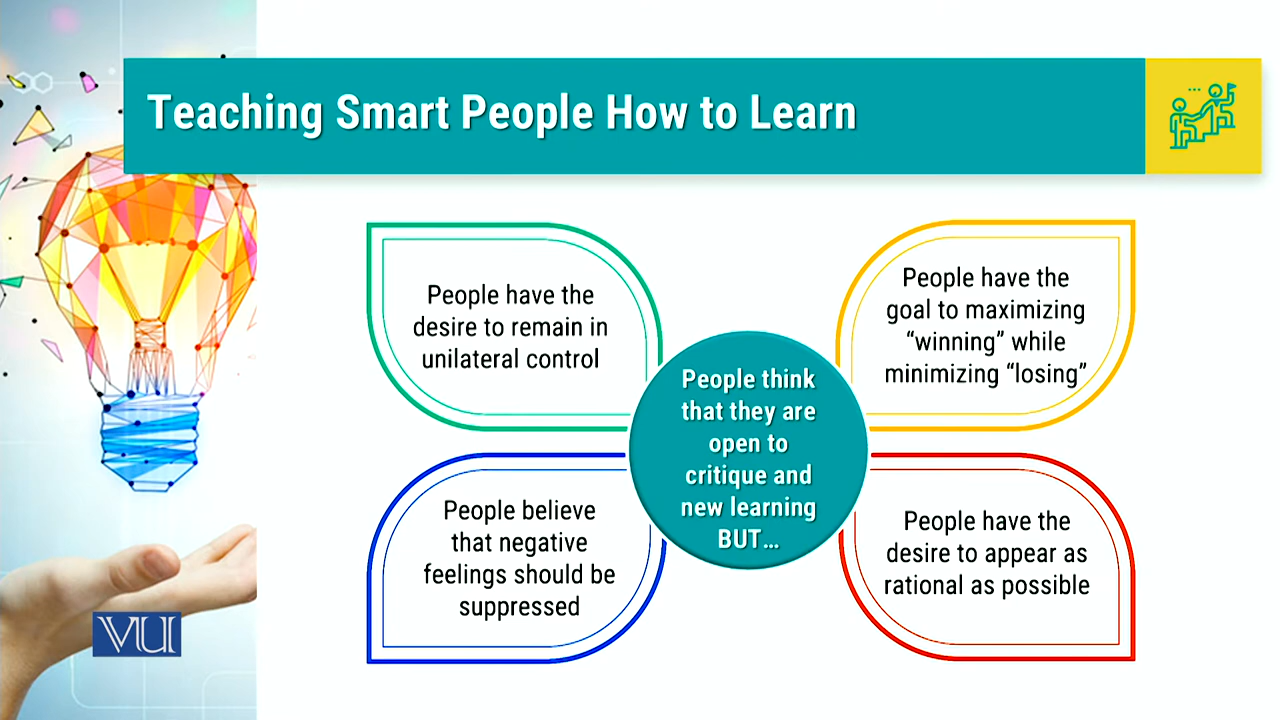 Teaching Smart People How to Learn
People have the
desire to remain in
unilateral control
People have the
goal to maximizing
“winning” while
minimizing “losing”
People think
that they are
open to
critique and
new learning
BUT...
People believe
that negative
feelings should be
suppressed
People have the
desire to appear as
rational as possible
VU